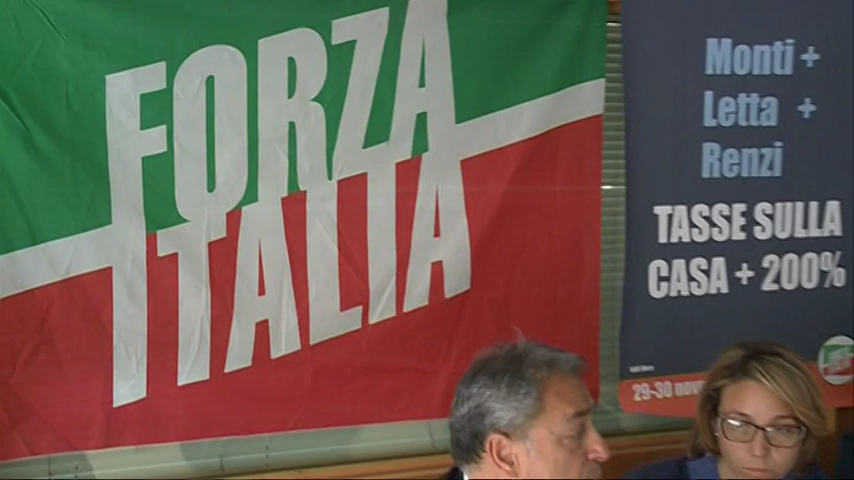 FORZA
ITALIA
Monti +
Letta +
Renzi
TASSE SULLA
CASA + 200%
29-30